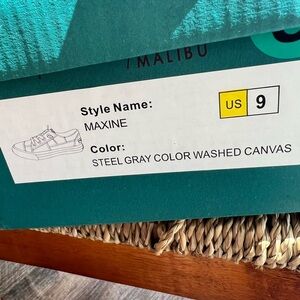 /MALIBU
Style Name:
MAXINE
US 9
Color:
STEEL GRAY COLOR WASHED CANVAS